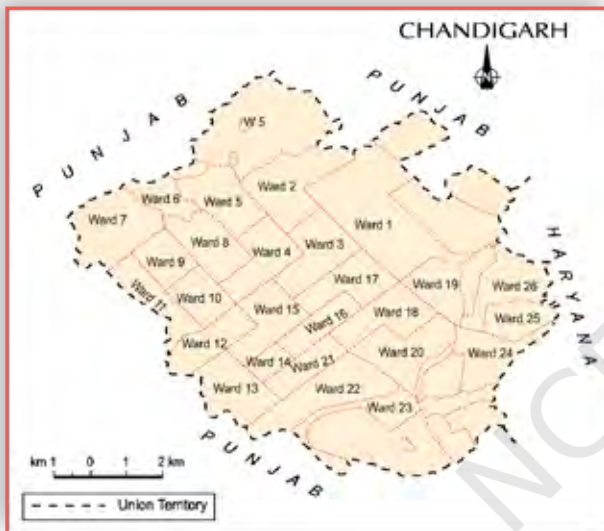 CHANDIGARH
N
PUNJAB
PUNJAB
HARYANA
W 5
Ward 2
Ward 6
Ward 5
Ward 7
Ward 1
Ward 8
Ward 4
Ward 3
Ward 9
Ward 17
Ward 19
Ward 26
Ward 11
Ward 10
Ward 15
Ward 16
Ward 18
Ward 25
Ward 12
Ward 14
Ward 21
Ward 20
Ward 24
Ward 13
Ward 22
Ward 23
PUNJAB
km 1 0 1 2 km
Union Territory
NC